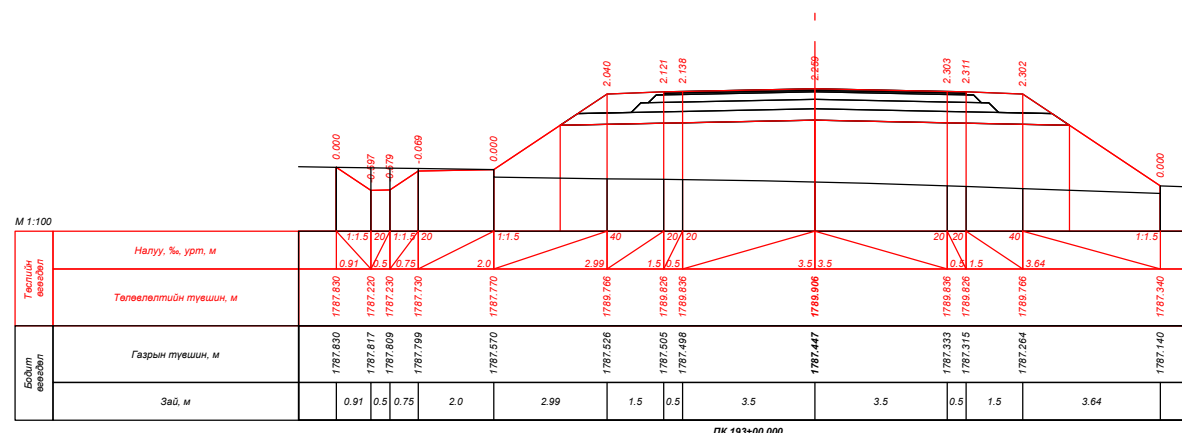 2.040 2.121 2.138 2.259 2.303 2.311 2.302
0.000 0.597 0.579 -0.069 0.000 0.000
М 1:100
Төслийн өгөгдөл
Налуу, ‰, урт, м
1:1.5 20 1:1.5 20 1:1.5 40 20 20 20 20 40 1:1.5
0.91 0.5 0.75 2.0 2.99 1.5 0.5 3.5 3.5 0.5 1.5 3.64
Төлөвлөлтийн түвшин, м
1787.830 1787.220 1787.230 1787.730 1787.770 1789.766 1789.826 1789.836 1789.906 1789.836 1789.826 1789.766 1787.340
Бодит өгөгдөл
Газрын түвшин, м
1787.830 1787.817 1787.809 1787.799 1787.570 1787.526 1787.505 1787.498 1787.447 1787.333 1787.315 1787.264 1787.140
Зай, м
0.91 0.5 0.75 2.0 2.99 1.5 0.5 3.5 3.5 0.5 1.5 3.64
ПК 193+00.000